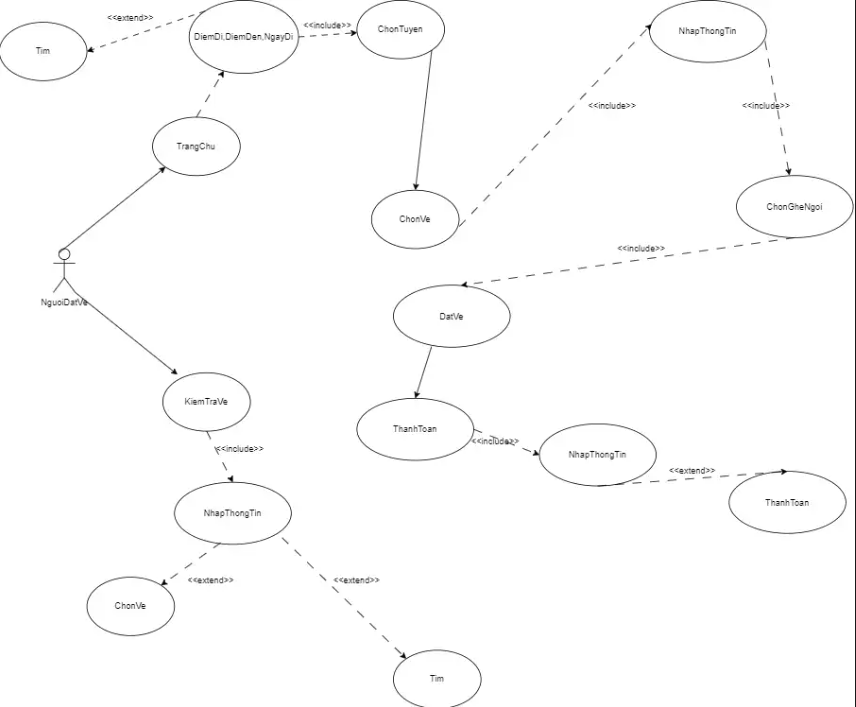 <<extend>>
Tim
DiemDi,DiemDen,NgayDi
<<include>>
ChonTuyen
NhapThongTin
<<include>>
<<include>>
TrangChu
ChonVe
ChonGheNgoi
<<include>>
NguoiDatVe
DatVe
KiemTraVe
ThanhToan
<<include>>
<<include>>
NhapThongTin
<<extend>>
ThanhToan
NhapThongTin
<<extend>>
<<extend>>
ChonVe
Tim